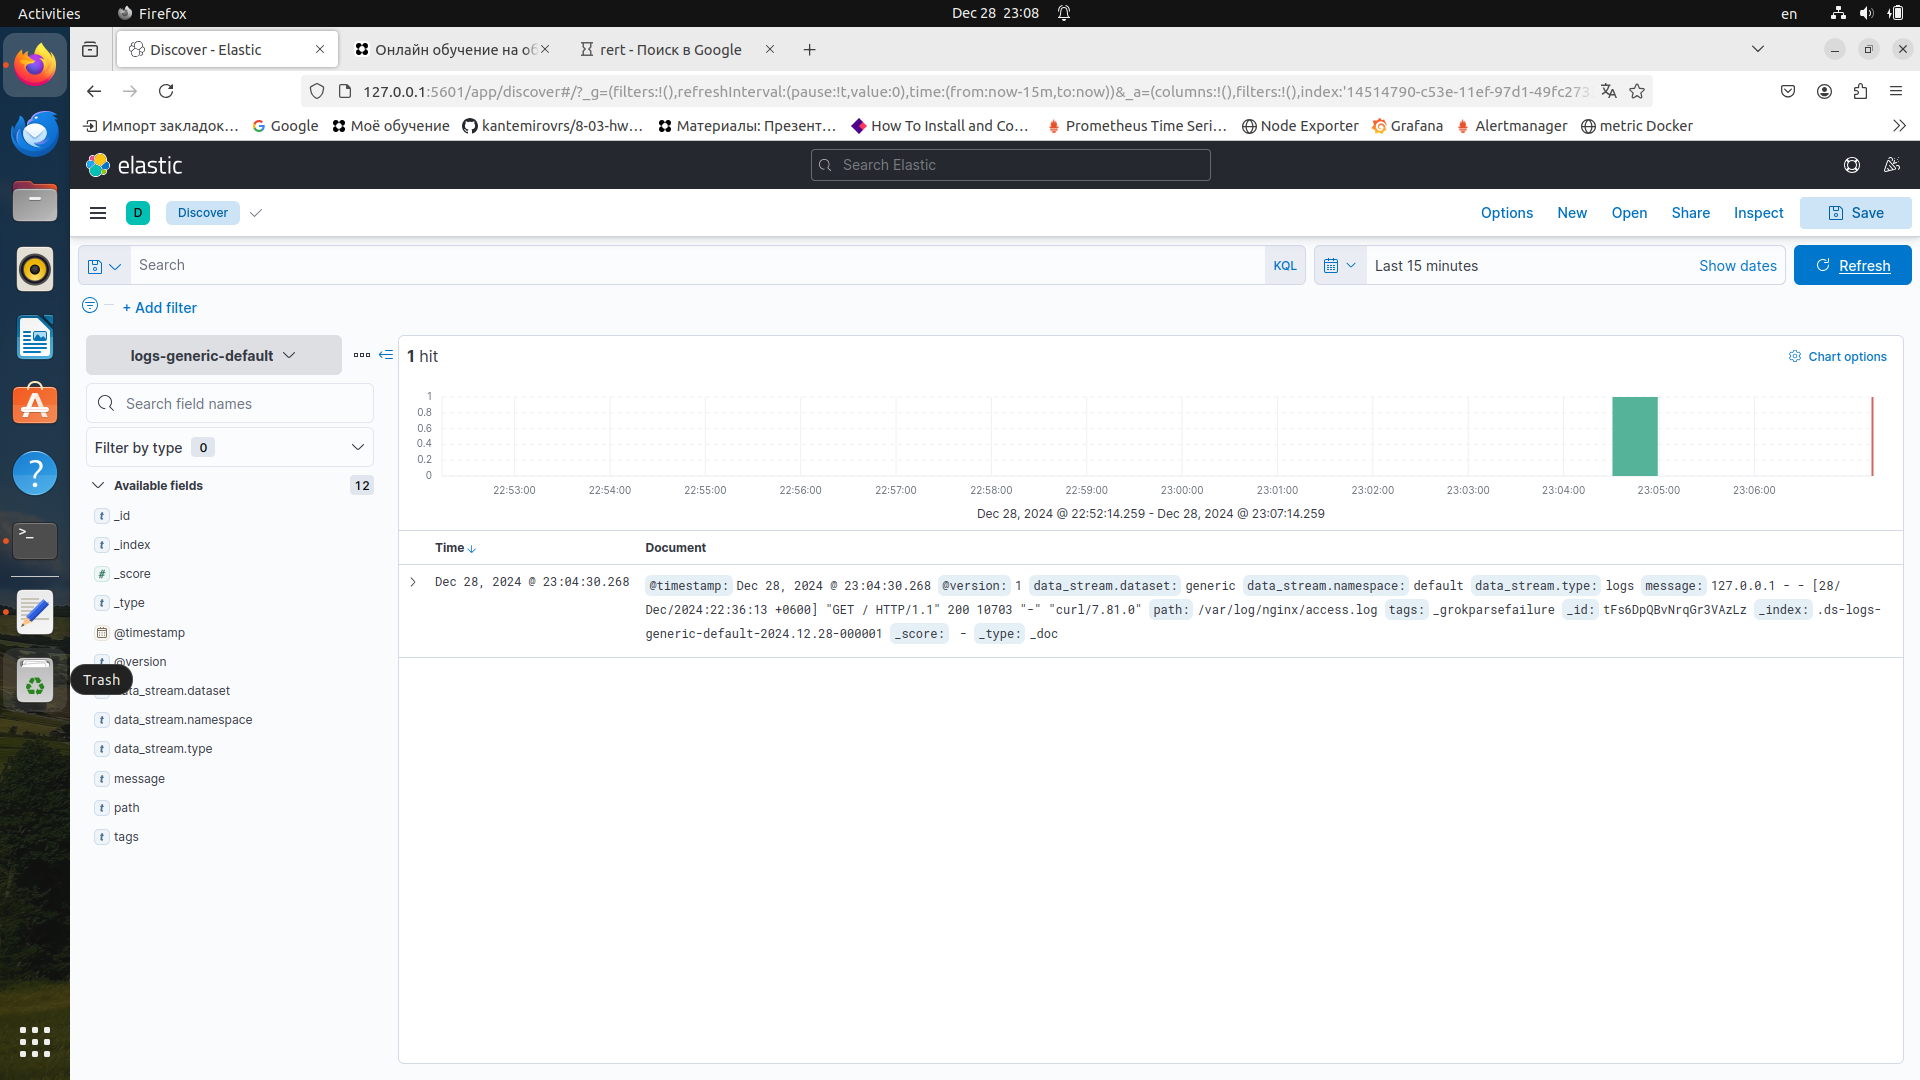 Activities
Firefox
Dec 28 23:08
en
Discover - Elastic
Онлайн обучение на об
rert - Поиск в Google
127.0.0.1:5601/app/discover#/?_g=(filters:!(),refreshInterval:(pause:!t,value:0),time:(from:now-15m,to:now))&_a=(columns:!(),filters:!(),index:'14514790-c53e-11ef-97d1-49fc273
Импорт закладок…
Google
Моё обучение
kantemirovrs/8-03-hw…
Материалы: Презент…
How To Install and Co…
Prometheus Time Seri…
Node Exporter
Grafana
Alertmanager
metric Docker
elastic
Search Elastic
D
Discover
Options
New
Open
Share
Inspect
Save
Search
KQL
Last 15 minutes
Show dates
Refresh
+ Add filter
logs-generic-default
1 hit
Chart options
Search field names
Filter by type 0
Available fields 12
t _id
t _index
# _score
t _type
@timestamp
t @version
Trash
ata_stream.dataset
t data_stream.namespace
t data_stream.type
t message
t path
t tags
1
0.8
0.6
0.4
0.2
0
22:53:00 22:54:00 22:55:00 22:56:00 22:57:00 22:58:00 22:59:00 23:00:00 23:01:00 23:02:00 23:03:00 23:04:00 23:05:00 23:06:00
Dec 28, 2024 @ 22:52:14.259 - Dec 28, 2024 @ 23:07:14.259
Time Document
Dec 28, 2024 @ 23:04:30.268
@timestamp: Dec 28, 2024 @ 23:04:30.268 @version: 1 data_stream.dataset: generic data_stream.namespace: default data_stream.type: logs message: 127.0.0.1 - - [28/
Dec/2024:22:36:13 +0600] "GET / HTTP/1.1" 200 10703 "-" "curl/7.81.0" path: /var/log/nginx/access.log tags: _grokparsefailure _id: tFs6DpQBvNrqGr3VAzLz _index: .ds-logs-
generic-default-2024.12.28-000001 _score: - _type: _doc